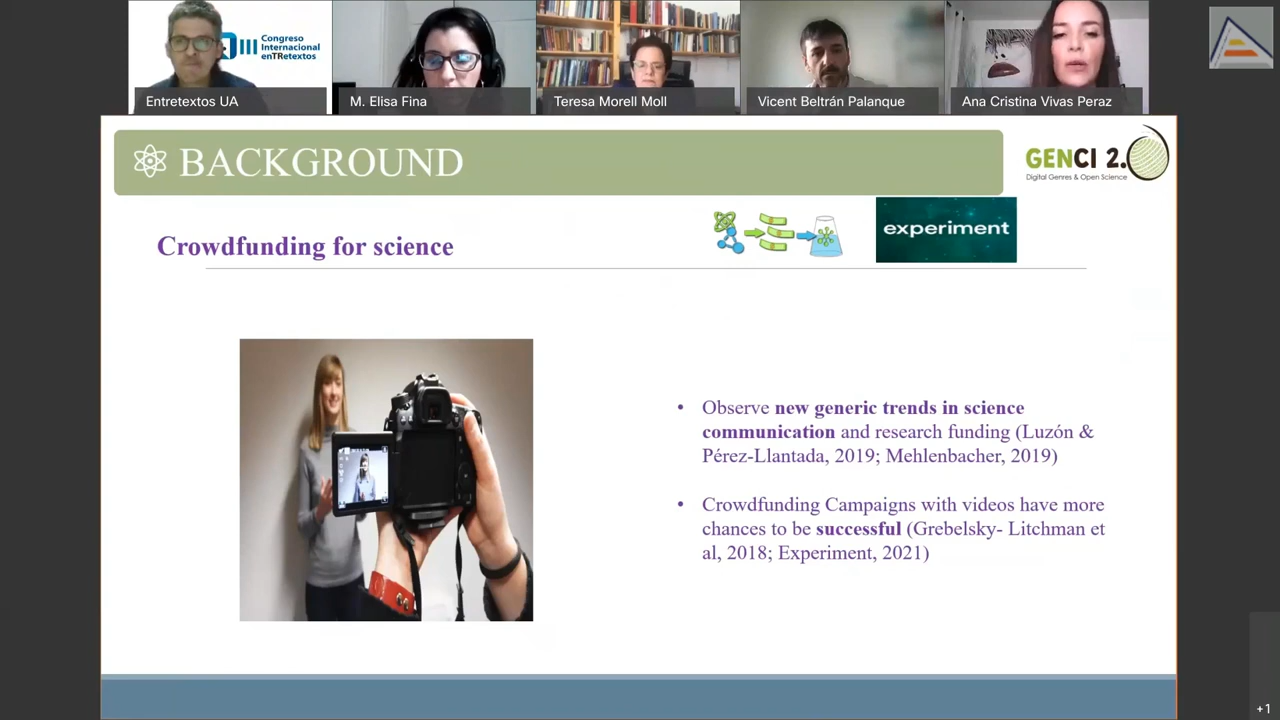 Congreso
Internacional
enTRetextos
Entretextos UA
M. Elisa Fina
Teresa Morell Moll
Vicent Beltrán Palanque
Ana Cristina Vivas Peraz
BACKGROUND
GENCI 2.
Digital Genres & Open Science
Crowdfunding for science
experiment
• Observe new generic trends in science
communication and research funding (Luzón &
Pérez-Llantada, 2019; Mehlenbacher, 2019)
• Crowdfunding Campaigns with videos have more
chances to be successful (Grebelsky- Litchman et
al, 2018; Experiment, 2021)
+1